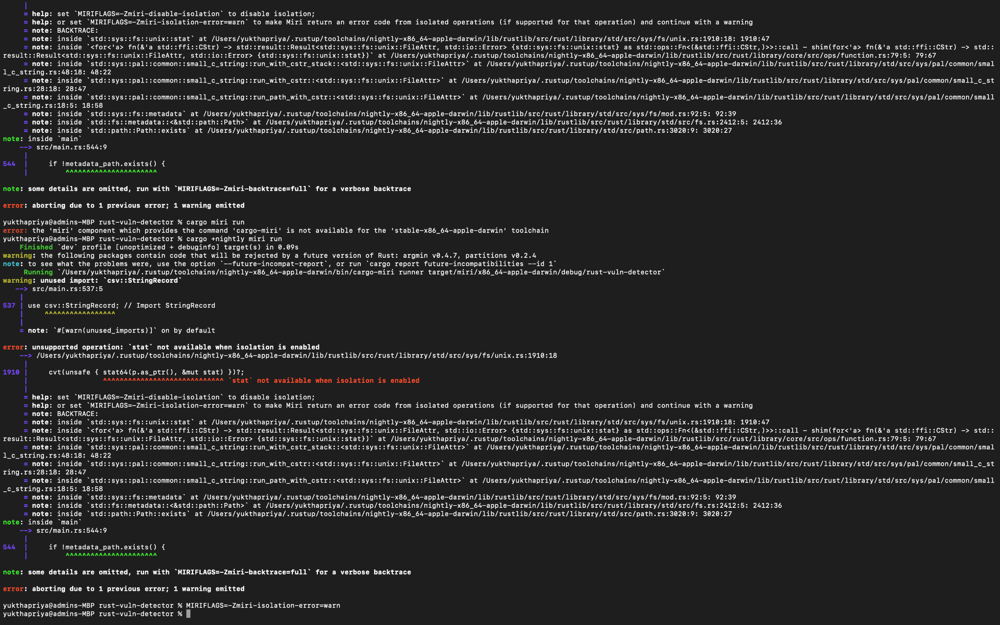 |
      = help: set `MIRIFLAGS=-Zmiri-disable-isolation` to disable isolation;
      = help: or set `MIRIFLAGS=-Zmiri-isolation-error=warn` to make Miri return an error code from isolated operations (if supported for that operation) and continue with a warning
      = note: BACKTRACE:
      = note: inside `std::sys::fs::unix::stat` at /Users/yukthapriya/.rustup/toolchains/nightly-x86_64-apple-darwin/lib/rustlib/src/rust/library/std/src/sys/fs/unix.rs:1910:18: 1910:47
      = note: inside `<for<'a> fn(&'a std::ffi::CStr) -> std::result::Result<std::sys::fs::unix::FileAttr, std::io::Error> {std::sys::fs::unix::stat} as std::ops::Fn<(&std::ffi::CStr,)>>::call - shim(for<'a> fn(&'a std::ffi::CStr) -> std::
result::Result<std::sys::fs::unix::FileAttr, std::io::Error> {std::sys::fs::unix::stat})` at /Users/yukthapriya/.rustup/toolchains/nightly-x86_64-apple-darwin/lib/rustlib/src/rust/library/core/src/ops/function.rs:79:5: 79:67
      = note: inside `std::sys::pal::common::small_c_string::run_with_cstr_stack::<std::sys::fs::unix::FileAttr>` at /Users/yukthapriya/.rustup/toolchains/nightly-x86_64-apple-darwin/lib/rustlib/src/rust/library/std/src/sys/pal/common/smal
l_c_string.rs:48:18: 48:22
      = note: inside `std::sys::pal::common::small_c_string::run_with_cstr::<std::sys::fs::unix::FileAttr>` at /Users/yukthapriya/.rustup/toolchains/nightly-x86_64-apple-darwin/lib/rustlib/src/rust/library/std/src/sys/pal/common/small_c_st
ring.rs:28:18: 28:47
      = note: inside `std::sys::pal::common::small_c_string::run_path_with_cstr::<std::sys::fs::unix::FileAttr>` at /Users/yukthapriya/.rustup/toolchains/nightly-x86_64-apple-darwin/lib/rustlib/src/rust/library/std/src/sys/pal/common/small
_c_string.rs:18:5: 18:58
      = note: inside `std::sys::fs::metadata` at /Users/yukthapriya/.rustup/toolchains/nightly-x86_64-apple-darwin/lib/rustlib/src/rust/library/std/src/sys/fs/mod.rs:92:5: 92:39
      = note: inside `std::fs::metadata::<&std::path::Path>` at /Users/yukthapriya/.rustup/toolchains/nightly-x86_64-apple-darwin/lib/rustlib/src/rust/library/std/src/fs.rs:2412:5: 2412:36
      = note: inside `std::path::Path::exists` at /Users/yukthapriya/.rustup/toolchains/nightly-x86_64-apple-darwin/lib/rustlib/src/rust/library/std/src/path.rs:3020:9: 3020:27
note: inside `main`
    --> src/main.rs:544:9
     |
544  |     if !metadata_path.exists() {
     |         ^^^^^^^^^^^^^^^^^^^^^^

note: some details are omitted, run with `MIRIFLAGS=-Zmiri-backtrace=full` for a verbose backtrace

error: aborting due to 1 previous error; 1 warning emitted

yukthapriya@admins-MBP rust-vuln-detector % cargo miri run
error: the 'miri' component which provides the command 'cargo-miri' is not available for the 'stable-x86_64-apple-darwin' toolchain
yukthapriya@admins-MBP rust-vuln-detector % cargo +nightly miri run
    Finished `dev` profile [unoptimized + debuginfo] target(s) in 0.09s
warning: the following packages contain code that will be rejected by a future version of Rust: argmin v0.4.7, partitions v0.2.4
note: to see what the problems were, use the option `--future-incompat-report`, or run `cargo report future-incompatibilities --id 1`
     Running `/Users/yukthapriya/.rustup/toolchains/nightly-x86_64-apple-darwin/bin/cargo-miri runner target/miri/x86_64-apple-darwin/debug/rust-vuln-detector`
warning: unused import: `csv::StringRecord`
   --> src/main.rs:537:5
    |
537 | use csv::StringRecord; // Import StringRecord
    |     ^^^^^^^^^^^^^^^^^
    |
    = note: `#[warn(unused_imports)]` on by default

error: unsupported operation: `stat` not available when isolation is enabled
    --> /Users/yukthapriya/.rustup/toolchains/nightly-x86_64-apple-darwin/lib/rustlib/src/rust/library/std/src/sys/fs/unix.rs:1910:18
     |
1910 |     cvt(unsafe { stat64(p.as_ptr(), &mut stat) })?;
     |                  ^^^^^^^^^^^^^^^^^^^^^^^^^^^^^ `stat` not available when isolation is enabled
     |
     = help: set `MIRIFLAGS=-Zmiri-disable-isolation` to disable isolation;
     = help: or set `MIRIFLAGS=-Zmiri-isolation-error=warn` to make Miri return an error code from isolated operations (if supported for that operation) and continue with a warning
     = note: BACKTRACE:
     = note: inside `std::sys::fs::unix::stat` at /Users/yukthapriya/.rustup/toolchains/nightly-x86_64-apple-darwin/lib/rustlib/src/rust/library/std/src/sys/fs/unix.rs:1910:18: 1910:47
     = note: inside `<for<'a> fn(&'a std::ffi::CStr) -> std::result::Result<std::sys::fs::unix::FileAttr, std::io::Error> {std::sys::fs::unix::stat} as std::ops::Fn<(&std::ffi::CStr,)>>::call - shim(for<'a> fn(&'a std::ffi::CStr) -> std::
result::Result<std::sys::fs::unix::FileAttr, std::io::Error> {std::sys::fs::unix::stat})` at /Users/yukthapriya/.rustup/toolchains/nightly-x86_64-apple-darwin/lib/rustlib/src/rust/library/core/src/ops/function.rs:79:5: 79:67
     = note: inside `std::sys::pal::common::small_c_string::run_with_cstr_stack::<std::sys::fs::unix::FileAttr>` at /Users/yukthapriya/.rustup/toolchains/nightly-x86_64-apple-darwin/lib/rustlib/src/rust/library/std/src/sys/pal/common/smal
l_c_string.rs:48:18: 48:22
     = note: inside `std::sys::pal::common::small_c_string::run_with_cstr::<std::sys::fs::unix::FileAttr>` at /Users/yukthapriya/.rustup/toolchains/nightly-x86_64-apple-darwin/lib/rustlib/src/rust/library/std/src/sys/pal/common/small_c_st
ring.rs:28:18: 28:47
     = note: inside `std::sys::pal::common::small_c_string::run_path_with_cstr::<std::sys::fs::unix::FileAttr>` at /Users/yukthapriya/.rustup/toolchains/nightly-x86_64-apple-darwin/lib/rustlib/src/rust/library/std/src/sys/pal/common/small
_c_string.rs:18:5: 18:58
     = note: inside `std::sys::fs::metadata` at /Users/yukthapriya/.rustup/toolchains/nightly-x86_64-apple-darwin/lib/rustlib/src/rust/library/std/src/sys/fs/mod.rs:92:5: 92:39
     = note: inside `std::fs::metadata::<&std::path::Path>` at /Users/yukthapriya/.rustup/toolchains/nightly-x86_64-apple-darwin/lib/rustlib/src/rust/library/std/src/fs.rs:2412:5: 2412:36
     = note: inside `std::path::Path::exists` at /Users/yukthapriya/.rustup/toolchains/nightly-x86_64-apple-darwin/lib/rustlib/src/rust/library/std/src/path.rs:3020:9: 3020:27
note: inside `main`
    --> src/main.rs:544:9
     |
544  |     if !metadata_path.exists() {
     |         ^^^^^^^^^^^^^^^^^^^^^^

note: some details are omitted, run with `MIRIFLAGS=-Zmiri-backtrace=full` for a verbose backtrace

error: aborting due to 1 previous error; 1 warning emitted

yukthapriya@admins-MBP rust-vuln-detector % MIRIFLAGS=-Zmiri-isolation-error=warn
yukthapriya@admins-MBP rust-vuln-detector %